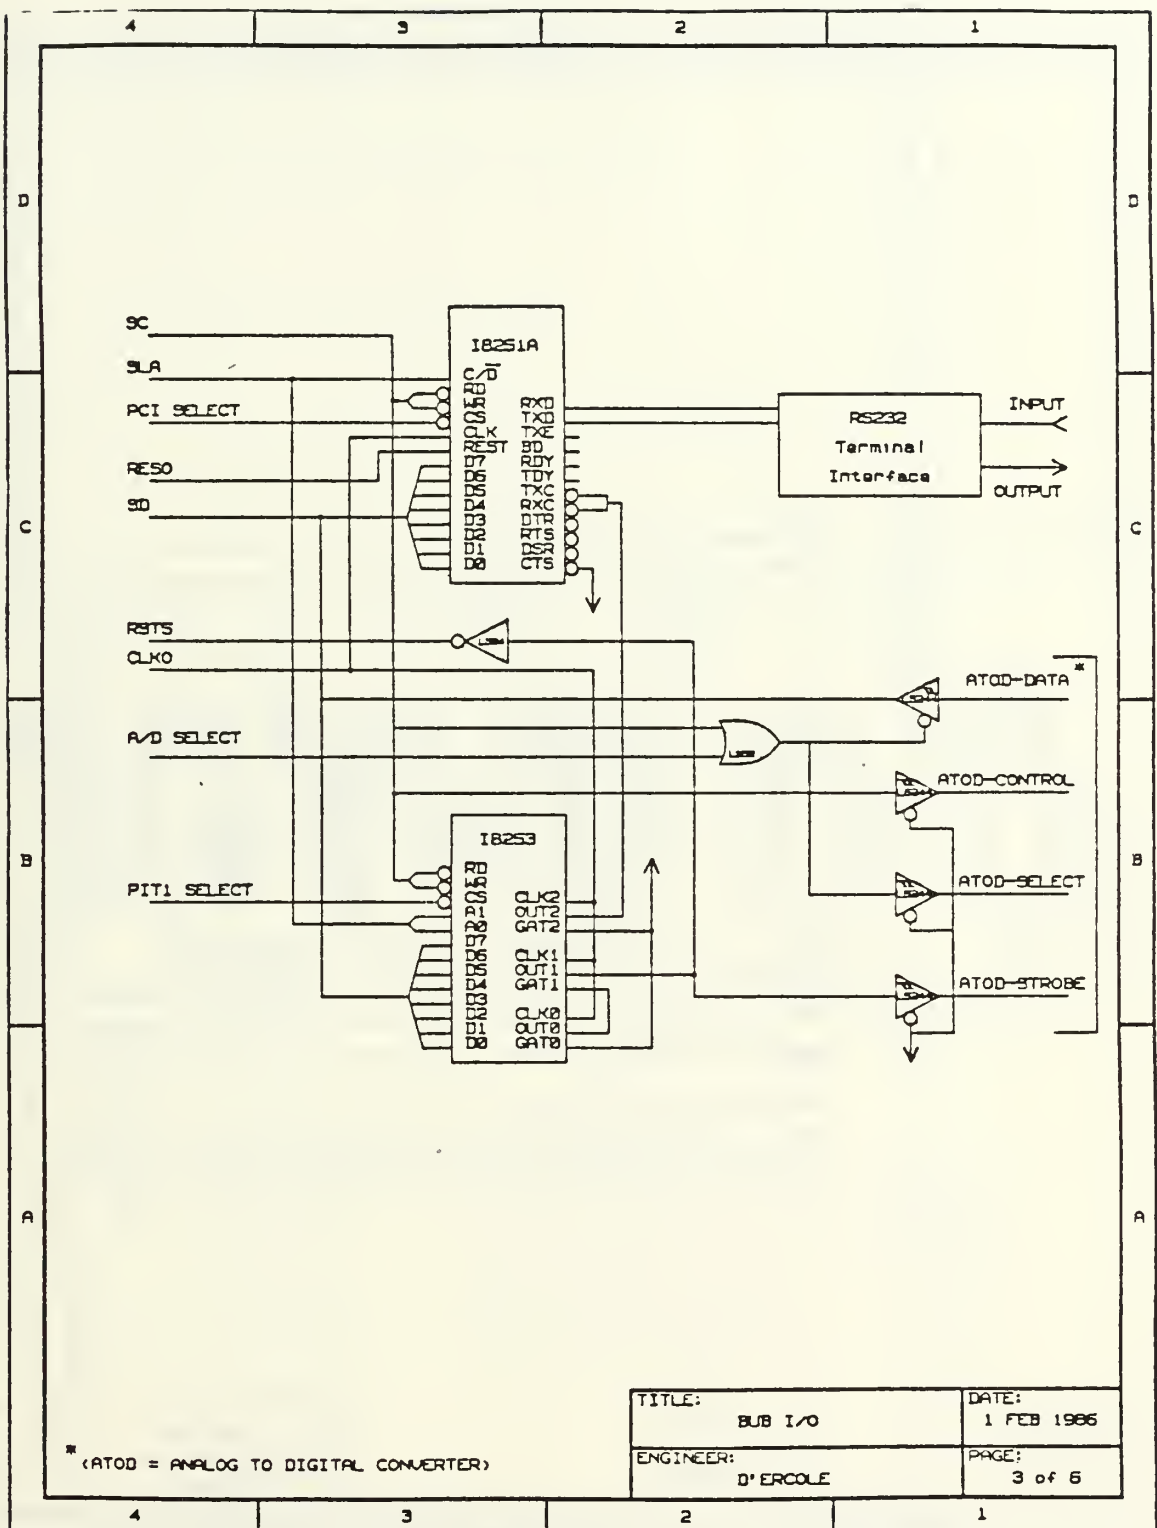 4 3 2 1
D D
SC
I8251A
SLA
C/D
RD
WR
CS
CLK
REST
D7
D6
D5
D4
D3
D2
D1
D0
RXD
TXD
TXE
BD
RDY
TDY
TXC
RXC
DTR
RTS
DSR
CTS
PCI SELECT
RESO
SD
RS232
Terminal
Interface
INPUT
OUTPUT
C C
RST5
CLKO
ATOD-DATA *
A/D SELECT
ATOD-CONTROL
I8253
B B
RD
WR
CS
A1
A0
D7
D6
D5
D4
D3
D2
D1
D0
CLK2
OUT2
GAT2
CLK1
OUT1
GAT1
CLK0
OUT0
GAT0
PIT1 SELECT
ATOD-SELECT
ATOD-STROBE
A A
* (ATOD = ANALOG TO DIGITAL CONVERTER)
TITLE:
BUB I/O
DATE:
1 FEB 1986
ENGINEER:
D'ERCOLE
PAGE:
3 of 6
4 3 2 1